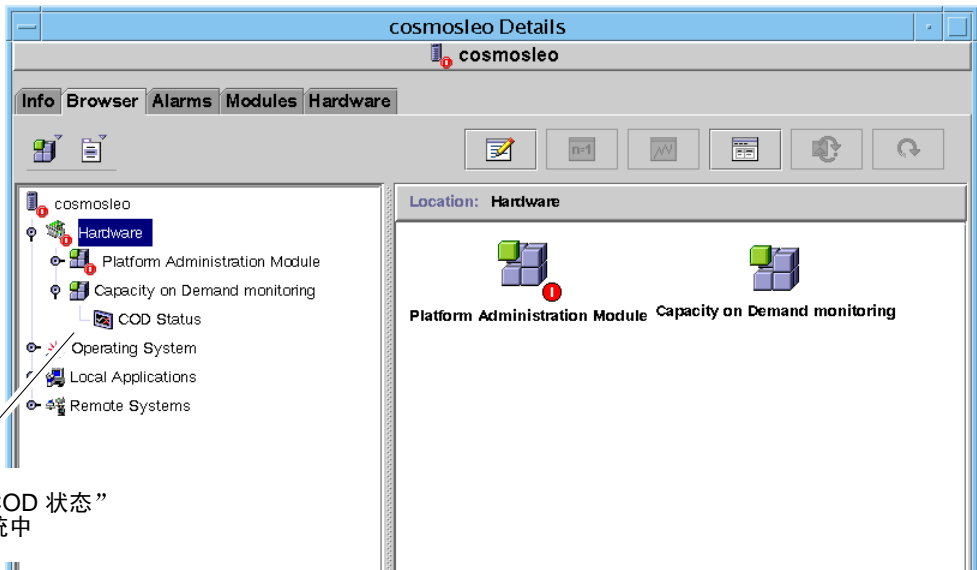 cosmosleo Details
cosmosleo
Info Browser Alarms Modules Hardware
n=1
cosmosleo
Hardware
Platform Administration Module
Capacity on Demand monitoring
COD Status
Operating System
Local Applications
Remote Systems
Location: Hardware
Platform Administration Module
Capacity on Demand monitoring
OD 状态”
中